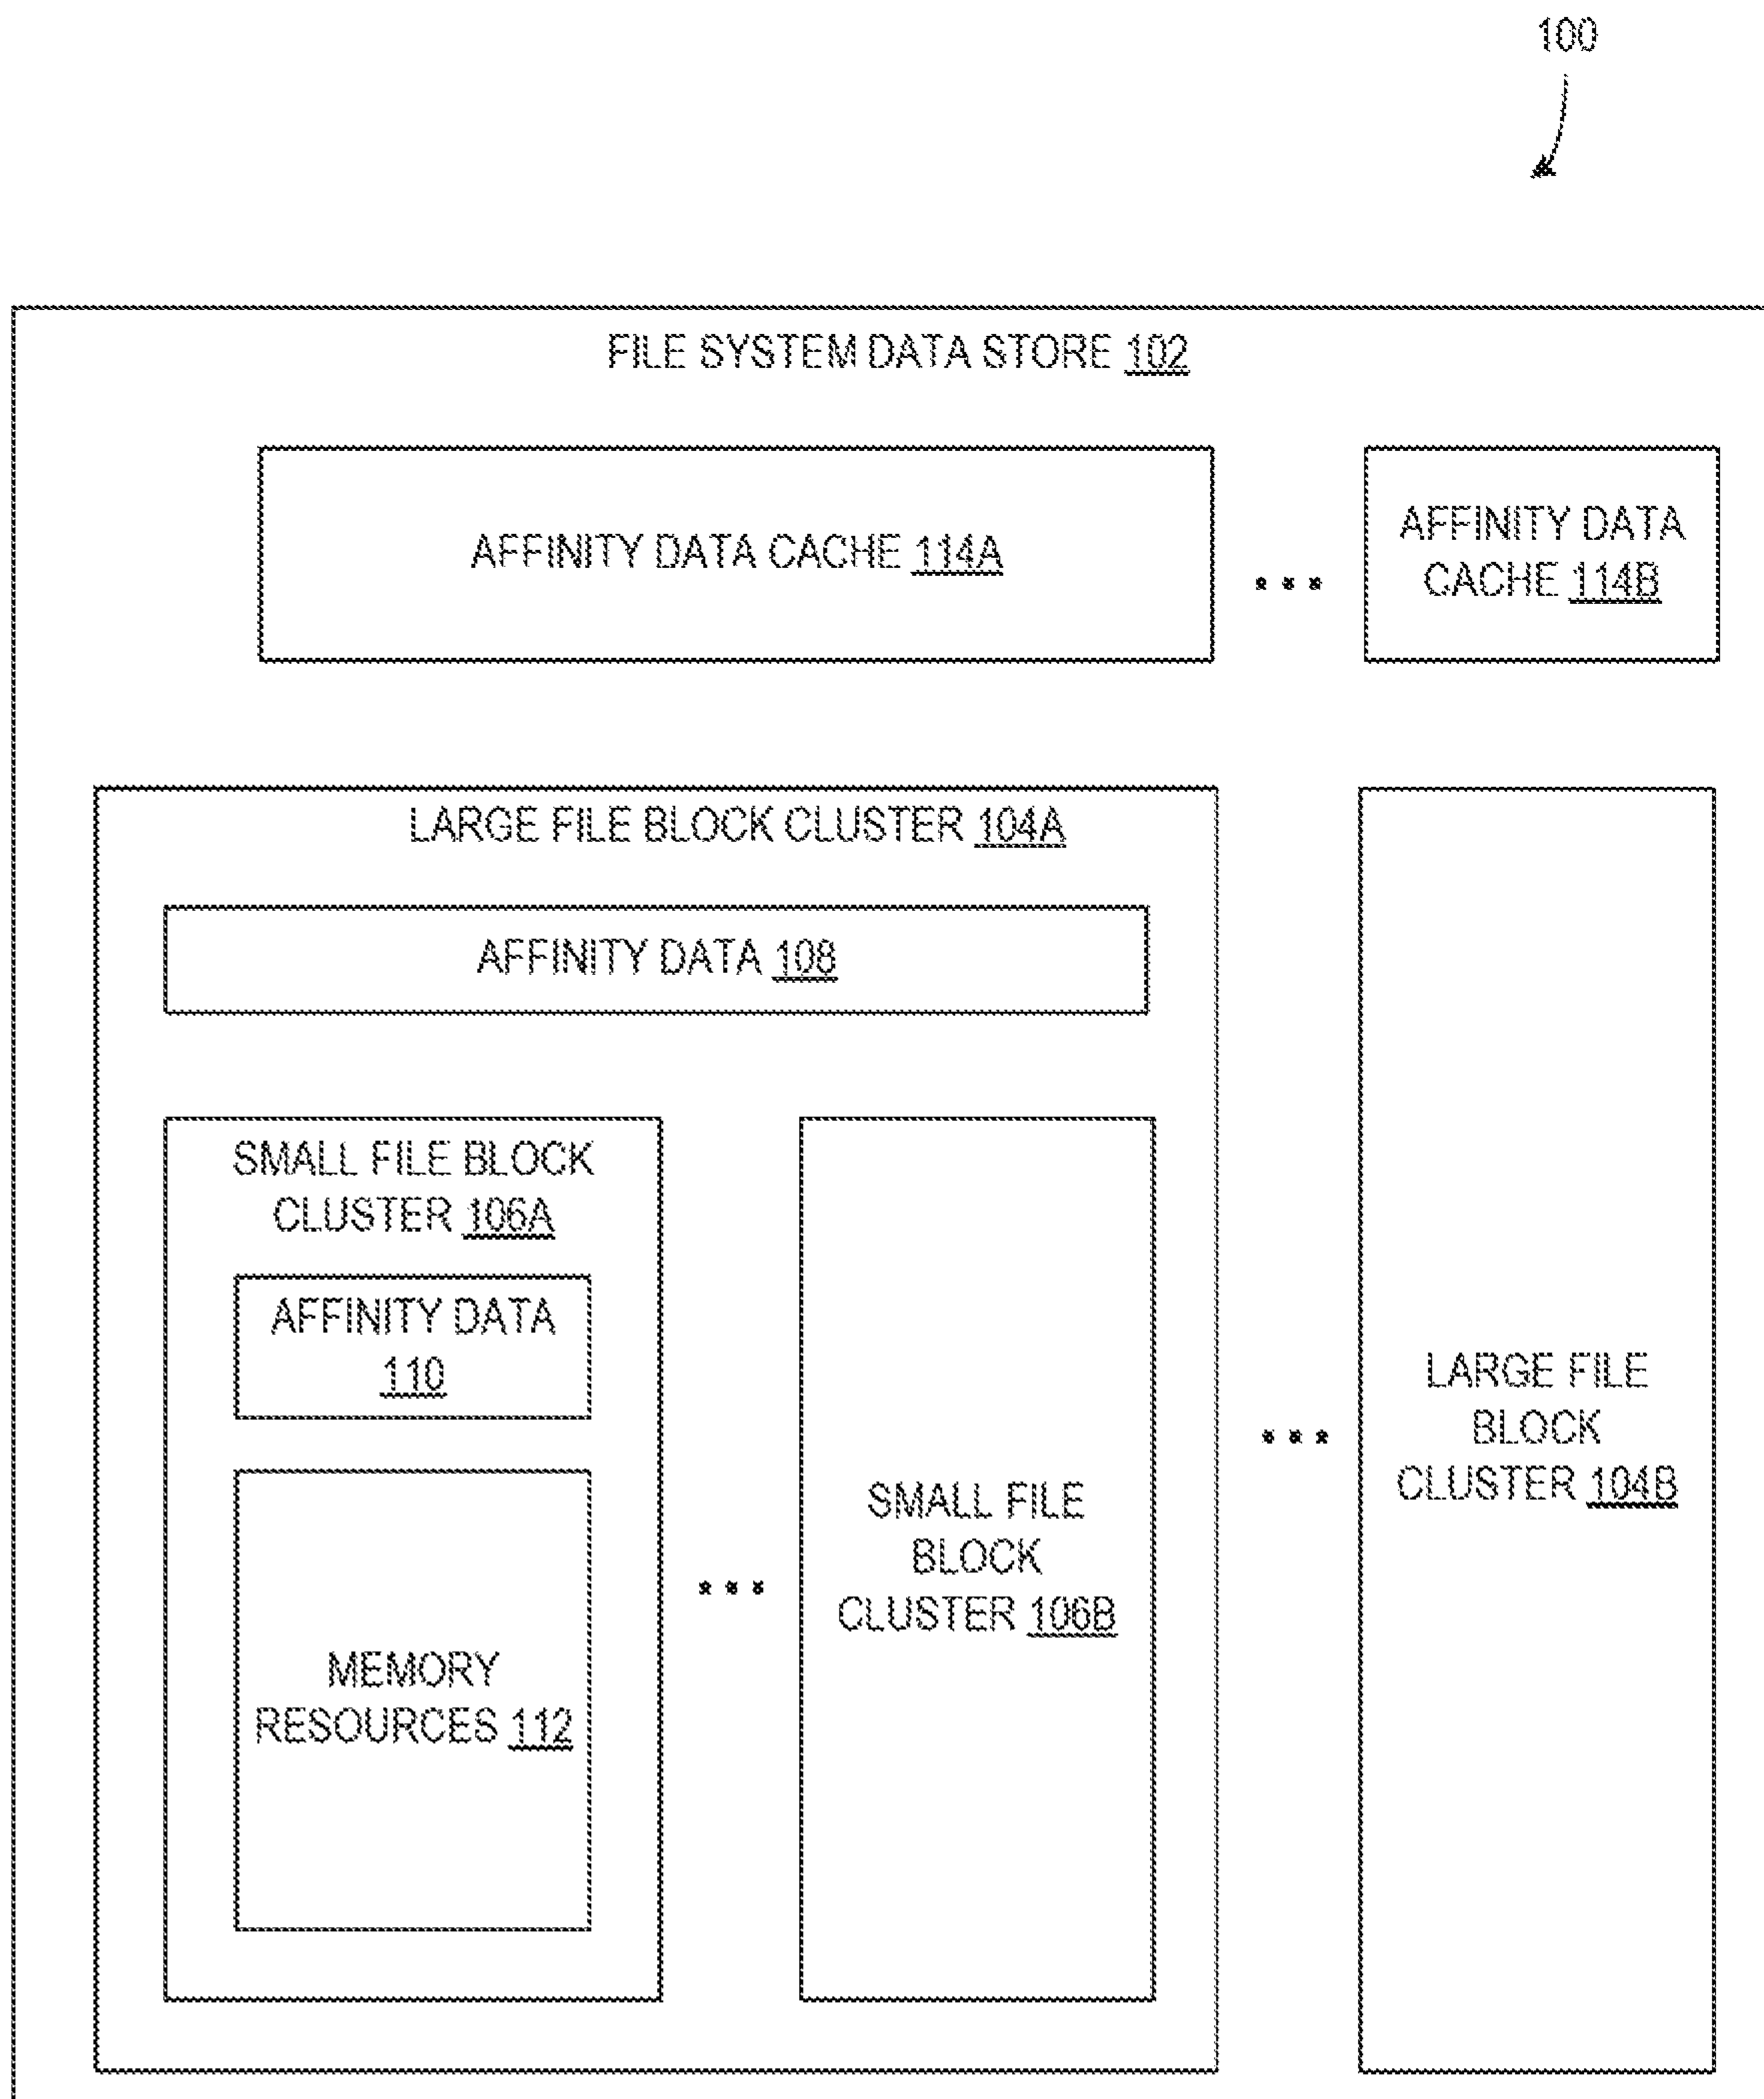 100
FILE SYSTEM DATA STORE 102
AFFINITY DATA CACHE 114A
AFFINITY DATA
CACHE 114B
LARGE FILE BLOCK CLUSTER 104A
AFFINITY DATA 108
SMALL FILE BLOCK
CLUSTER 106A
AFFINITY DATA
110
MEMORY
RESOURCES 112
SMALL FILE
BLOCK
CLUSTER 106B
LARGE FILE
BLOCK
CLUSTER 104B